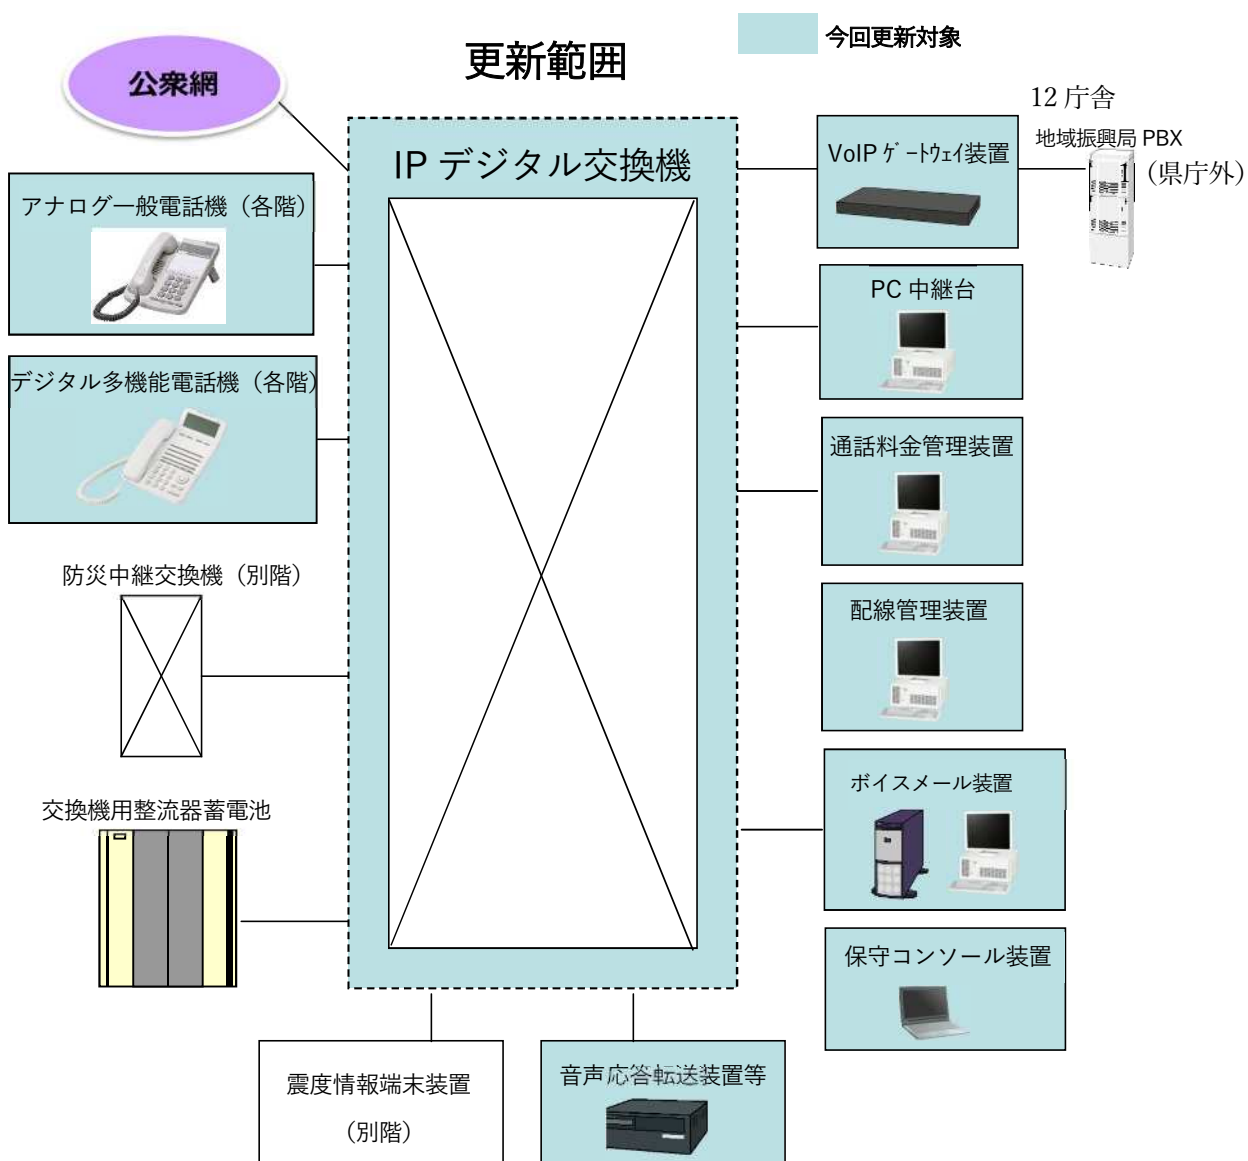 更新範囲
今回更新対象
公衆網
IP デジタル交換機
アナログ一般電話機（各階）
デジタル多機能電話機（各階）
防災中継交換機（別階）
交換機用整流器蓄電池
VoIP ｹﾞｰﾄｳｪｲ装置
12 庁舎
地域振興局 PBX
1（県庁外）
PC 中継台
通話料金管理装置
配線管理装置
ボイスメール装置
保守コンソール装置
震度情報端末装置
（別階）
音声応答転送装置等